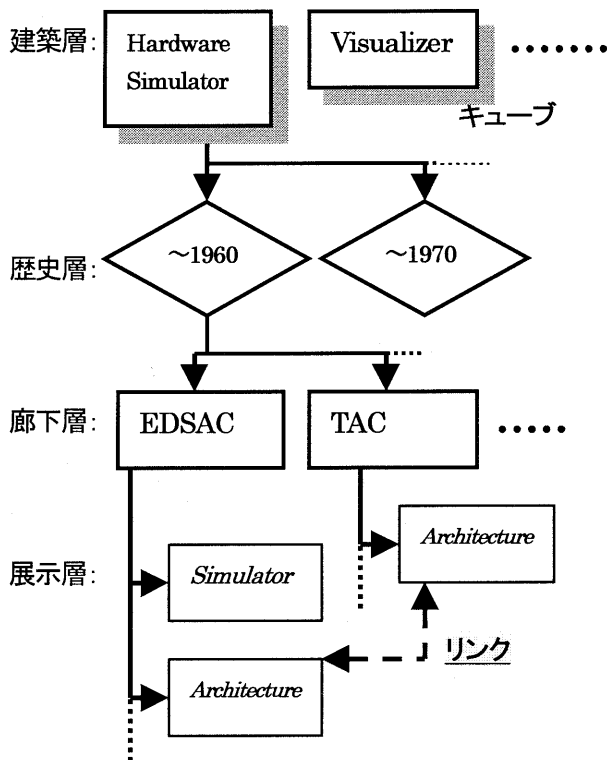 建築層:
Hardware
Simulator
Visualizer
キューブ
歴史層:
～1960
～1970
廊下層:
EDSAC
TAC
展示層:
Architecture
Simulator
リンク
Architecture